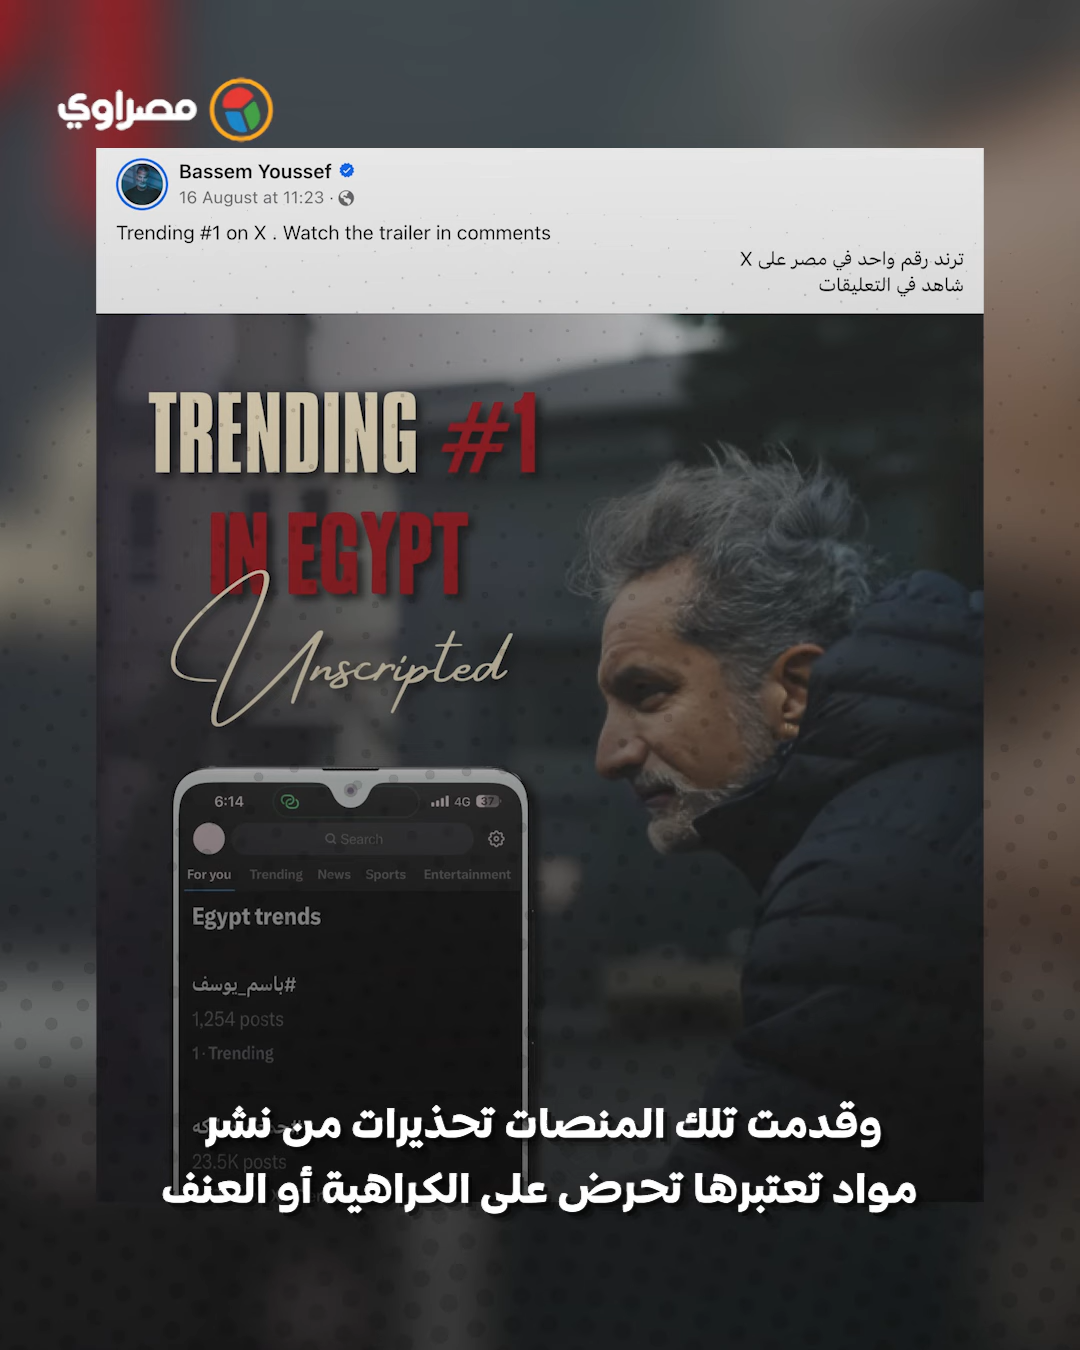 مصراوي
Bassem Youssef
16 August at 11:23 ·
Trending #1 on X . Watch the trailer in comments
ترند رقم واحد في مصر على X
شاهد في التعليقات
TRENDING #1
IN EGYPT
Unscripted
6:14
4G 37
Search
For you Trending News Sports Entertainment
Egypt trends
#باسم_يوسف
1,254 posts
1 · Trending
23.5K posts
وقدمت تلك المنصات تحذيرات من نشر
مواد تعتبرها تحرض على الكراهية أو العنف